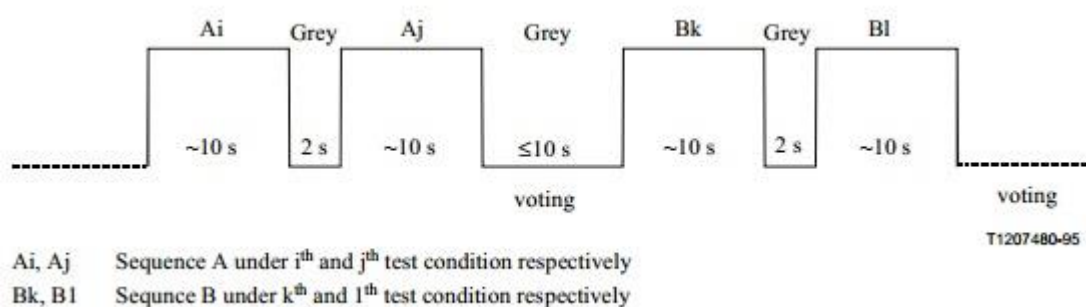 Ai Grey Aj Grey Bk Grey Bl
~10 s 2 s ~10 s ≤10 s ~10 s 2 s ~10 s
voting voting
T1207480-95
Ai, Aj Sequence A under ith and jth test condition respectively
Bk, B1 Sequnce B under kth and 1th test condition respectively